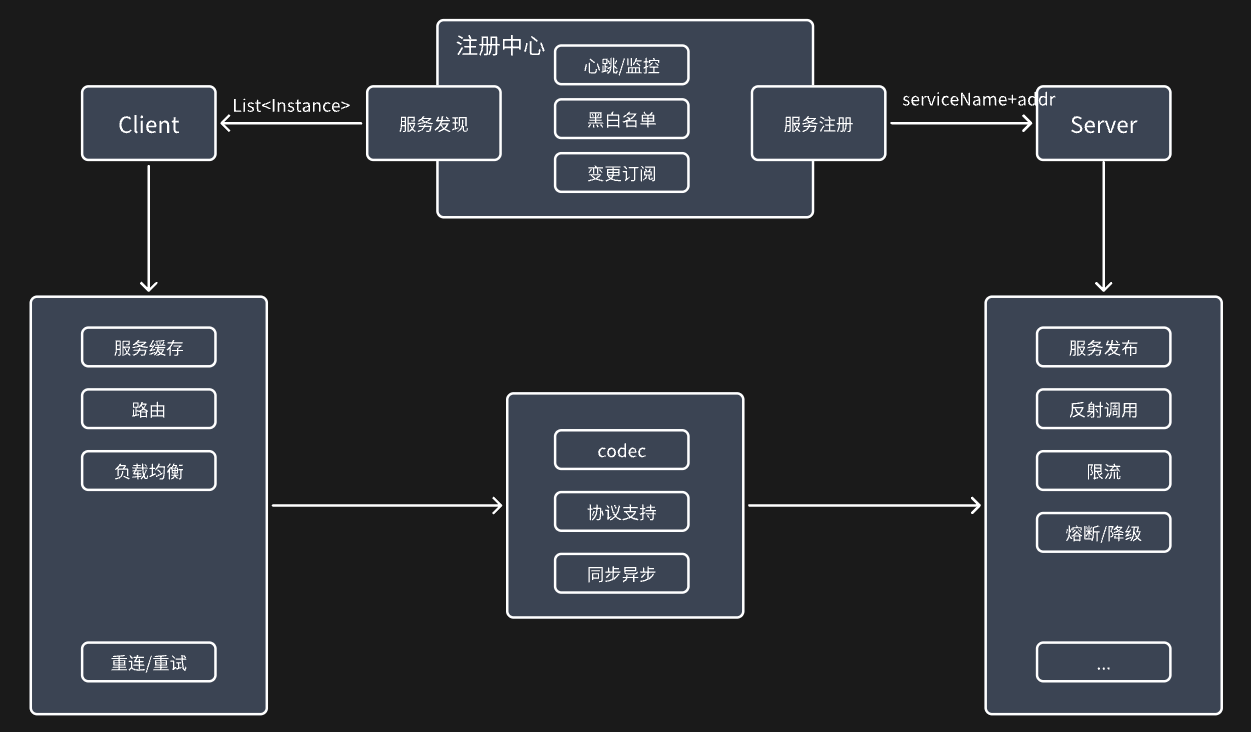 注册中心
心跳/监控
黑白名单
变更订阅
Client
List<Instance>
服务发现
服务注册
serviceName+addr
Server
服务缓存
路由
负载均衡
重连/重试
codec
协议支持
同步异步
服务发布
反射调用
限流
熔断/降级
...